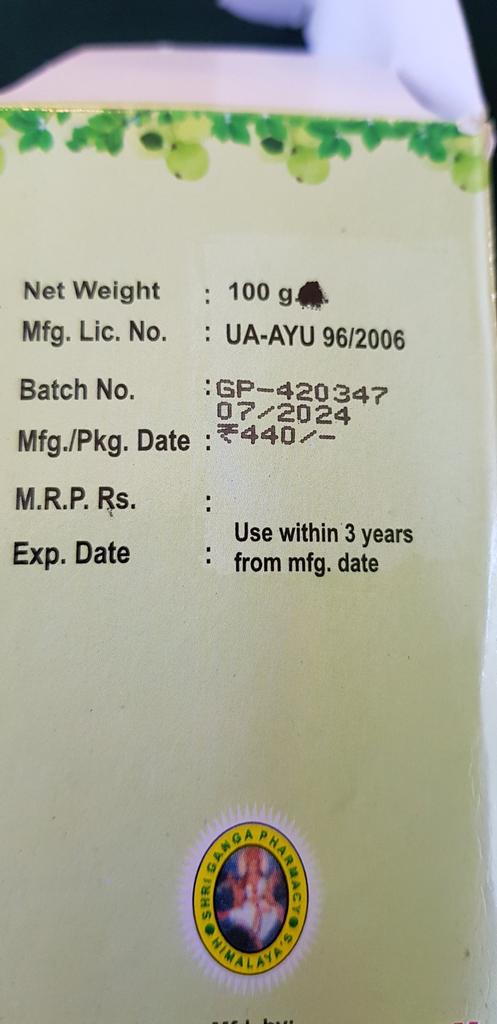 Net Weight : 100 g.
Mfg. Lic. No. : UA-AYU 96/2006
Batch No. :GP-420347
07/2024
Mfg./Pkg. Date : ₹440/-
M.R.P. Rs. :
Use within 3 years
Exp. Date : from mfg. date
SHRI GANGA PHARMACY
HIMALAYA'S